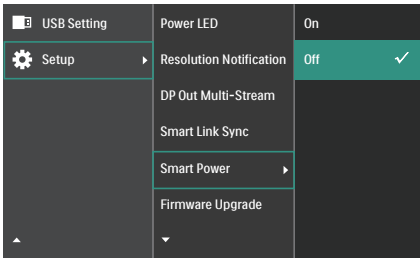 USB Setting
Setup
Power LED
Resolution Notification
DP Out Multi-Stream
Smart Link Sync
Smart Power
Firmware Upgrade
On
Off